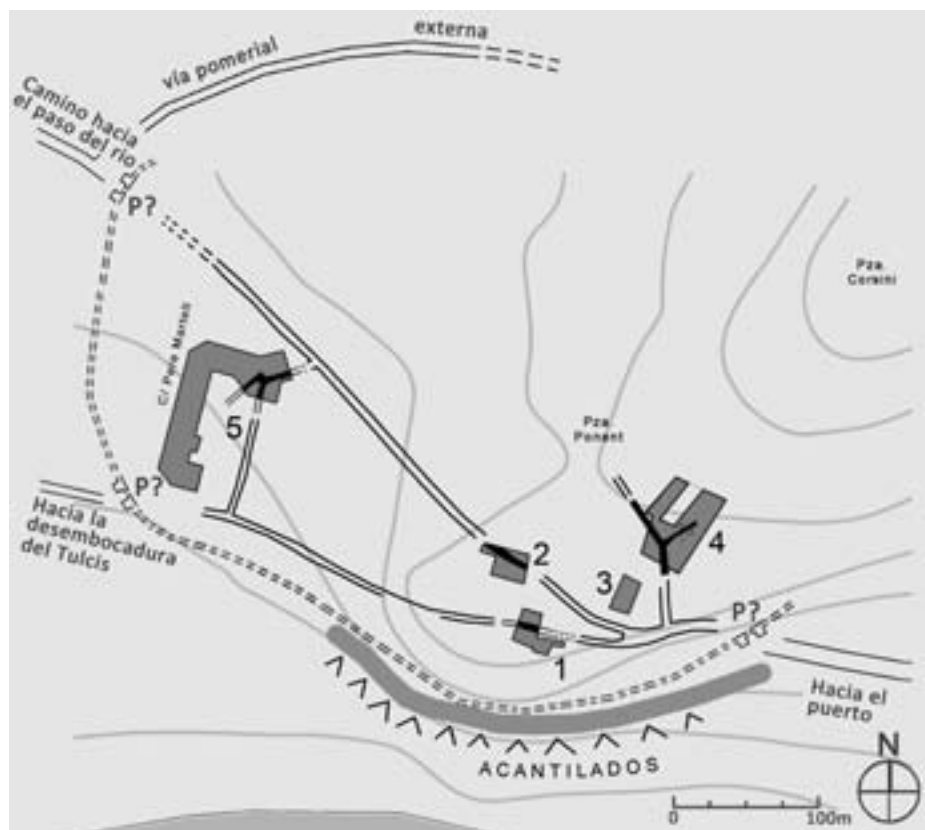 vía pomerial externa
Camino hacia
el paso del rio
P?
Pza.
Corsini
C/ Pere Martell
5
Pza.
Ponent
P?
Hacia la
desembocadura
del Tulcis
2
4
3
P?
1
Hacia el
puerto
ACANTILADOS
N
0
100m